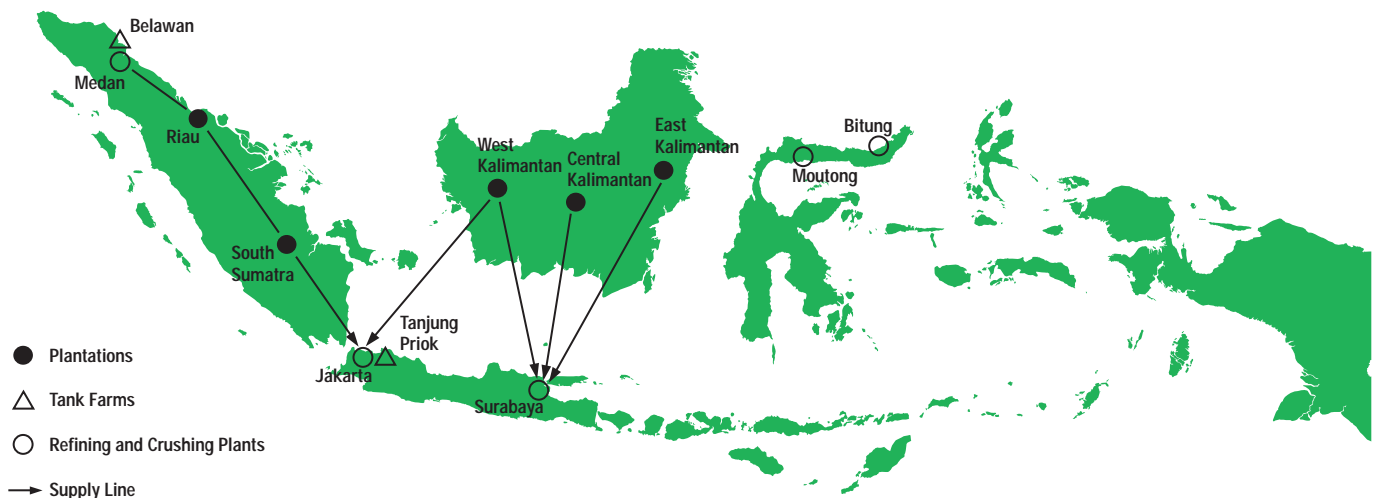 Belawan
Medan
Riau
South
Sumatra
West
Kalimantan
Central
Kalimantan
East
Kalimantan
Bitung
Moutong
Tanjung
Priok
Jakarta
Surabaya
Plantations
Tank Farms
Refining and Crushing Plants
Supply Line